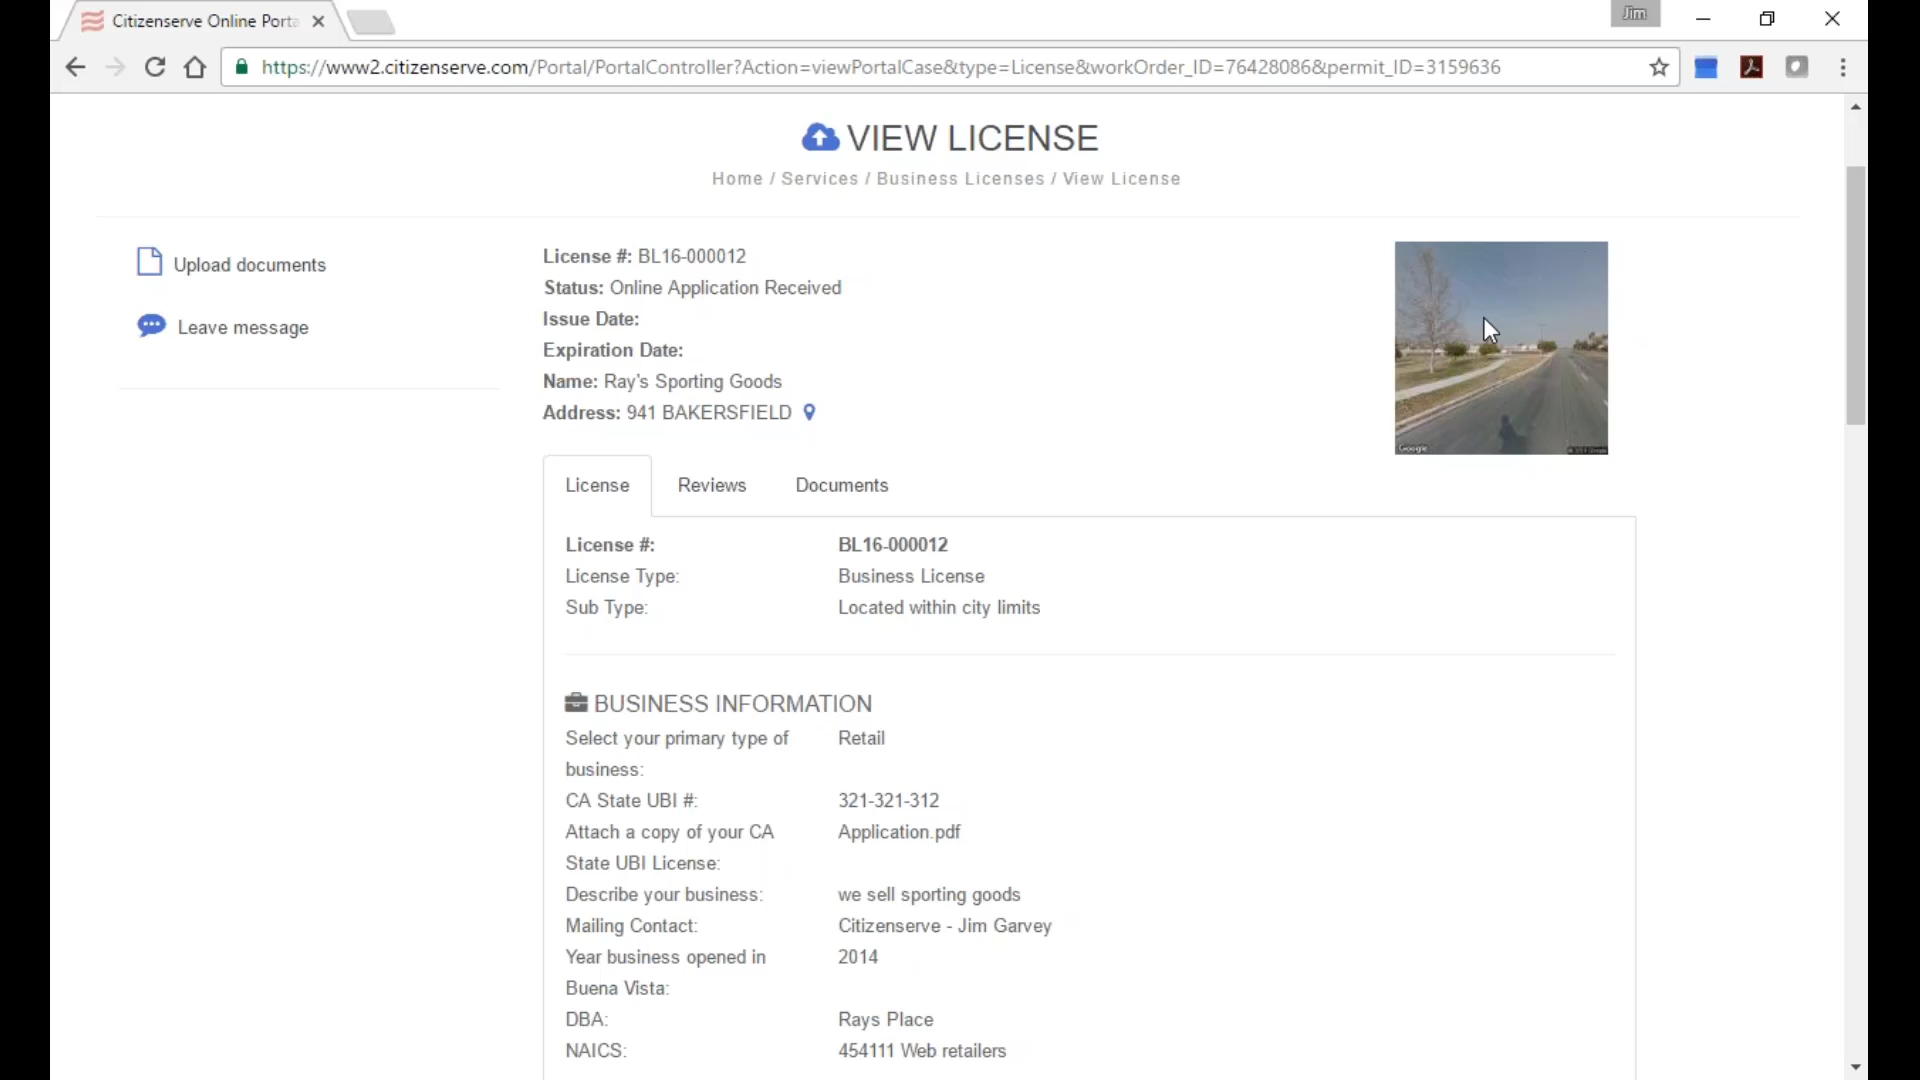 Citizenserve Online Porta
Jim
https://www2.citizenserve.com/Portal/PortalController?Action=viewPortalCase&type=License&workOrder_ID=76428086&permit_ID=3159636
VIEW LICENSE
Home / Services / Business Licenses / View License
Upload documents
Leave message
License #: BL16-000012
Status: Online Application Received
Issue Date:
Expiration Date:
Name: Ray's Sporting Goods
Address: 941 BAKERSFIELD
Google
License Reviews Documents
License #: BL16-000012
License Type: Business License
Sub Type: Located within city limits
BUSINESS INFORMATION
Select your primary type of Retail
business:
CA State UBI #: 321-321-312
Attach a copy of your CA Application.pdf
State UBI License:
Describe your business: we sell sporting goods
Mailing Contact: Citizenserve - Jim Garvey
Year business opened in 2014
Buena Vista:
DBA: Rays Place
NAICS: 454111 Web retailers